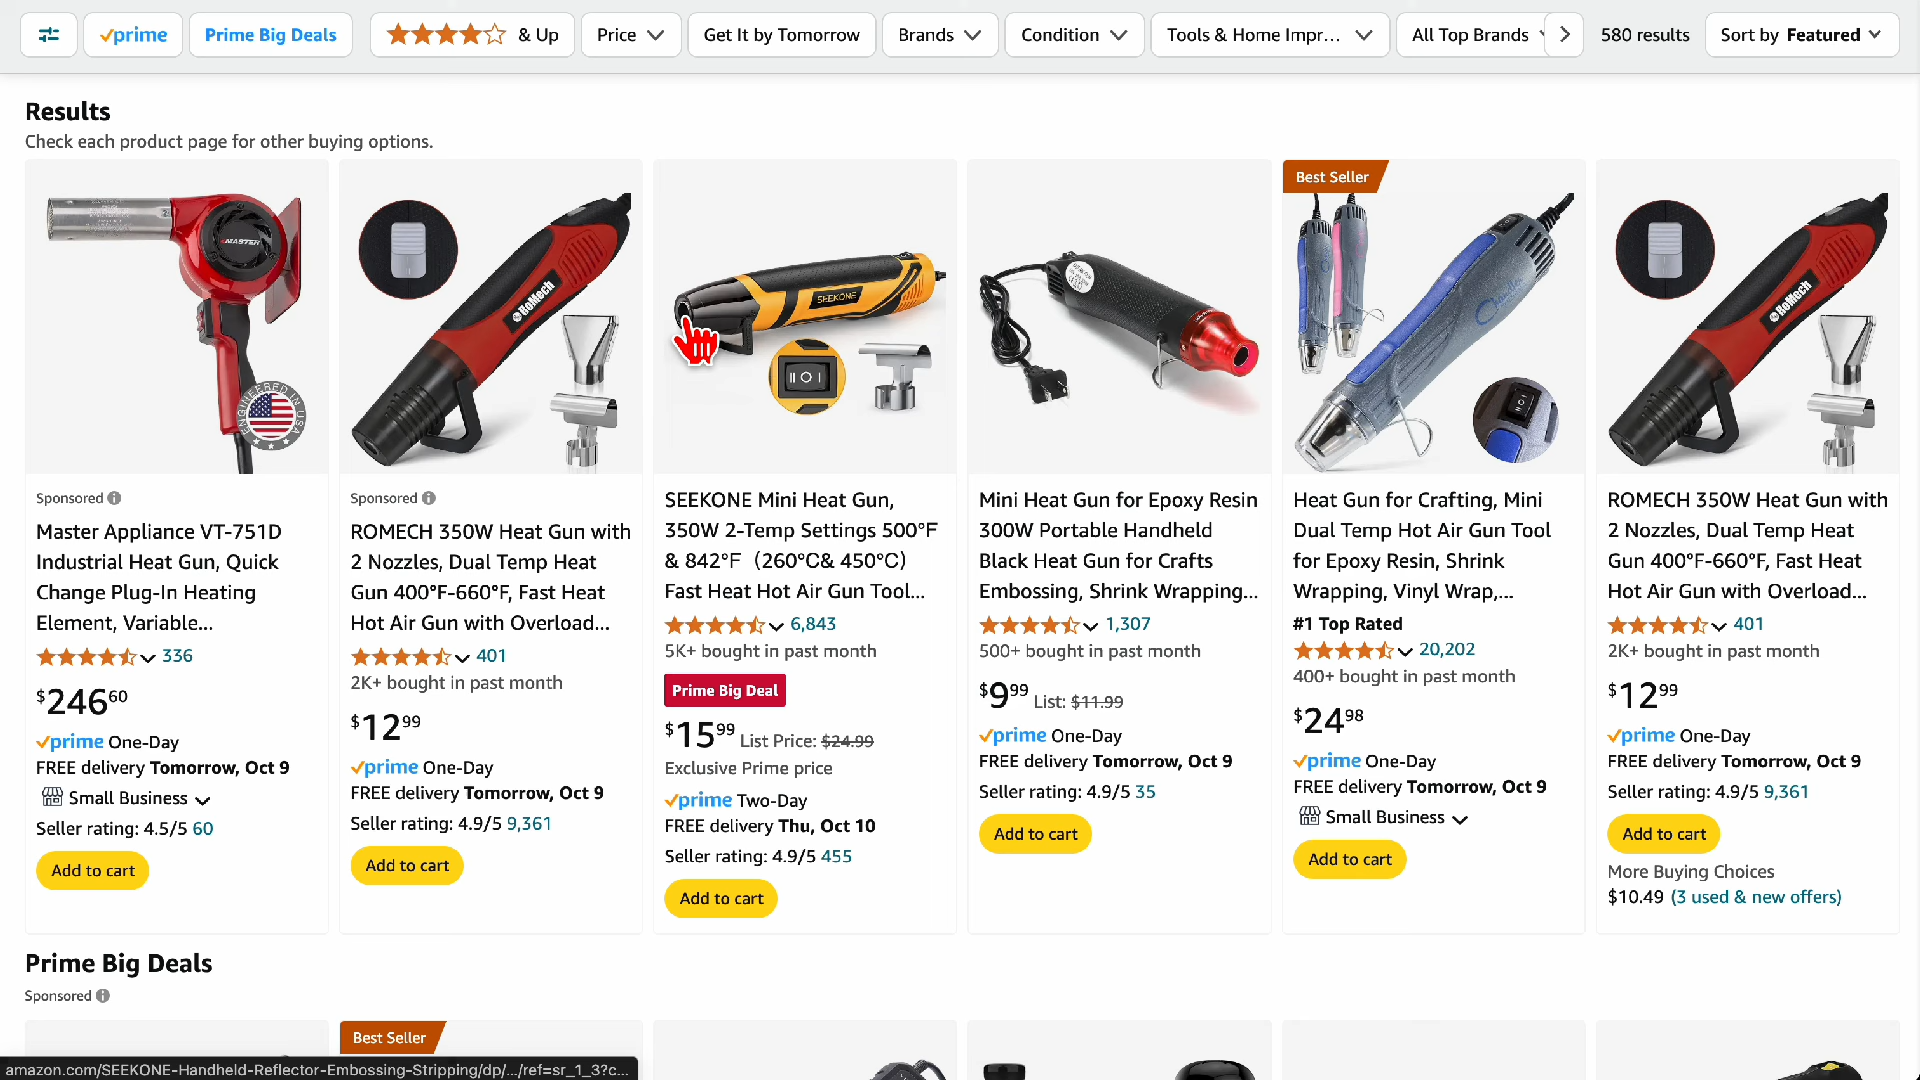 prime
Prime Big Deals
& Up
Price
Get It by Tomorrow
Brands
Condition
Tools & Home Impr...
All Top Brands
580 results
Sort by Featured
Results
Check each product page for other buying options.
MASTER
ENGINEERED IN USA
Sponsored
Master Appliance VT-751D
Industrial Heat Gun, Quick
Change Plug-In Heating
Element, Variable...
336
$24660
prime One-Day
FREE delivery Tomorrow, Oct 9
Small Business
Seller rating: 4.5/5 60
Add to cart
RoMech
Sponsored
ROMECH 350W Heat Gun with
2 Nozzles, Dual Temp Heat
Gun 400°F-660°F, Fast Heat
Hot Air Gun with Overload...
401
2K+ bought in past month
$1299
prime One-Day
FREE delivery Tomorrow, Oct 9
Seller rating: 4.9/5 9,361
Add to cart
SEEKONE
II O I
SEEKONE Mini Heat Gun,
350W 2-Temp Settings 500°F
& 842°F（260°C& 450°C）
Fast Heat Hot Air Gun Tool...
6,843
5K+ bought in past month
Prime Big Deal
$1599 List Price: $24.99
Exclusive Prime price
prime Two-Day
FREE delivery Thu, Oct 10
Seller rating: 4.9/5 455
Add to cart
Mini Heat Gun for Epoxy Resin
300W Portable Handheld
Black Heat Gun for Crafts
Embossing, Shrink Wrapping...
1,307
500+ bought in past month
$999 List: $11.99
prime One-Day
FREE delivery Tomorrow, Oct 9
Seller rating: 4.9/5 35
Add to cart
Best Seller
Heat Gun for Crafting, Mini
Dual Temp Hot Air Gun Tool
for Epoxy Resin, Shrink
Wrapping, Vinyl Wrap,...
#1 Top Rated
20,202
400+ bought in past month
$2498
prime One-Day
FREE delivery Tomorrow, Oct 9
Small Business
Add to cart
RoMech
ROMECH 350W Heat Gun with
2 Nozzles, Dual Temp Heat
Gun 400°F-660°F, Fast Heat
Hot Air Gun with Overload...
401
2K+ bought in past month
$1299
prime One-Day
FREE delivery Tomorrow, Oct 9
Seller rating: 4.9/5 9,361
Add to cart
More Buying Choices
$10.49 (3 used & new offers)
Prime Big Deals
Sponsored
Best Seller
amazon.com/SEEKONE-Handheld-Reflector-Embossing-Stripping/dp/.../ref=sr_1_3?c...